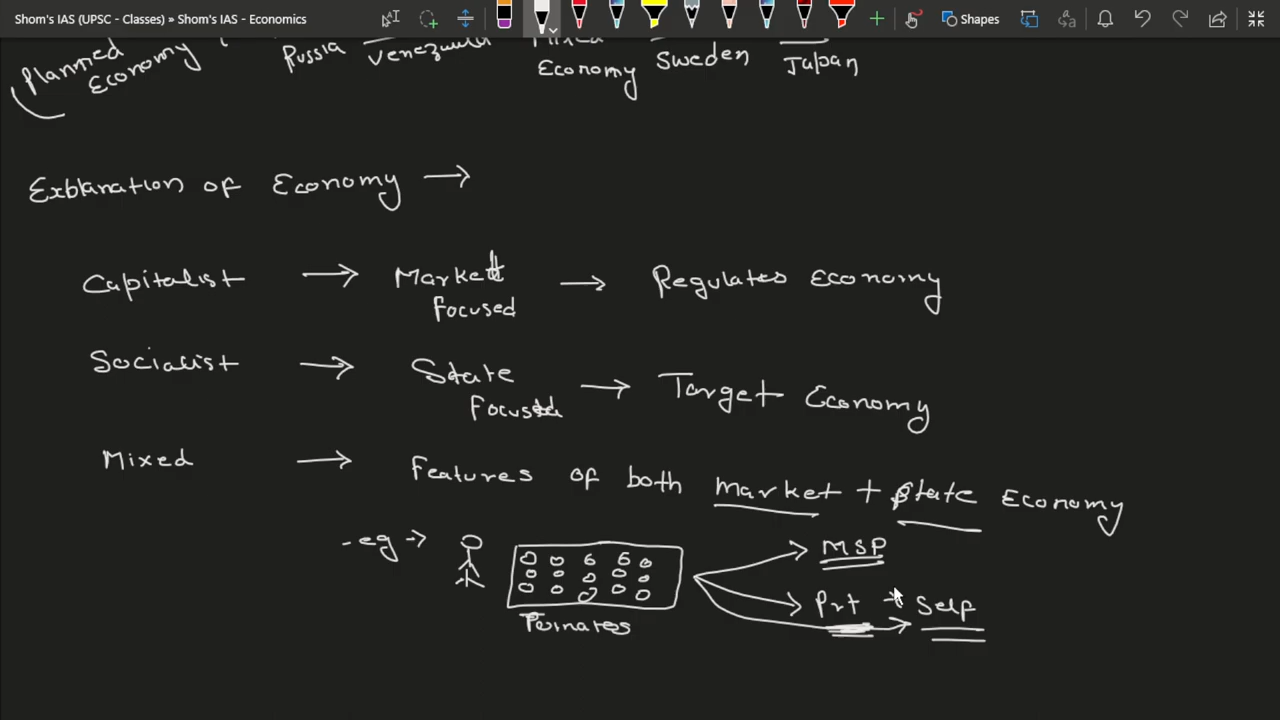 Shom's IAS (UPSC - Classes) » Shom's IAS - Economics
Shapes
Planned Economy
Russia
Venezuela
Mixed Economy
Sweden
Japan
Explanation of Economy →
Capitalist → Market Focused → Regulates Economy
Socialist → State Focused → Target Economy
Mixed → Features of both market + State Economy
- eg →
MSP
Prt → Self